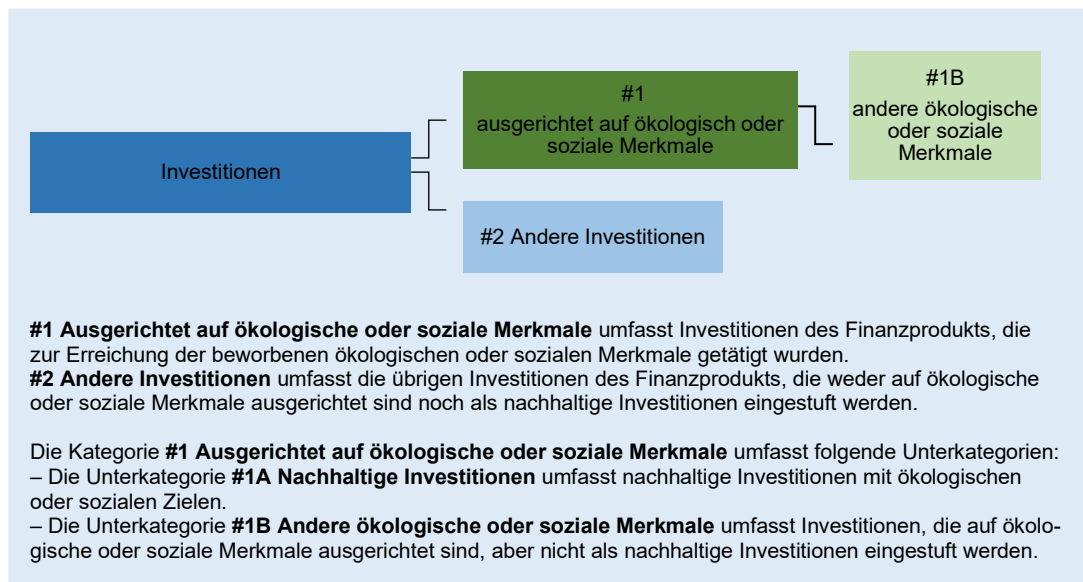 #1
ausgerichtet auf ökologisch oder
soziale Merkmale
#1B
andere ökologische
oder soziale
Merkmale
Investitionen
#2 Andere Investitionen
#1 Ausgerichtet auf ökologische oder soziale Merkmale umfasst Investitionen des Finanzprodukts, die
zur Erreichung der beworbenen ökologischen oder sozialen Merkmale getätigt wurden.
#2 Andere Investitionen umfasst die übrigen Investitionen des Finanzprodukts, die weder auf ökologische
oder soziale Merkmale ausgerichtet sind noch als nachhaltige Investitionen eingestuft werden.
Die Kategorie #1 Ausgerichtet auf ökologische oder soziale Merkmale umfasst folgende Unterkategorien:
– Die Unterkategorie #1A Nachhaltige Investitionen umfasst nachhaltige Investitionen mit ökologischen
oder sozialen Zielen.
– Die Unterkategorie #1B Andere ökologische oder soziale Merkmale umfasst Investitionen, die auf ökolo-
gische oder soziale Merkmale ausgerichtet sind, aber nicht als nachhaltige Investitionen eingestuft werden.